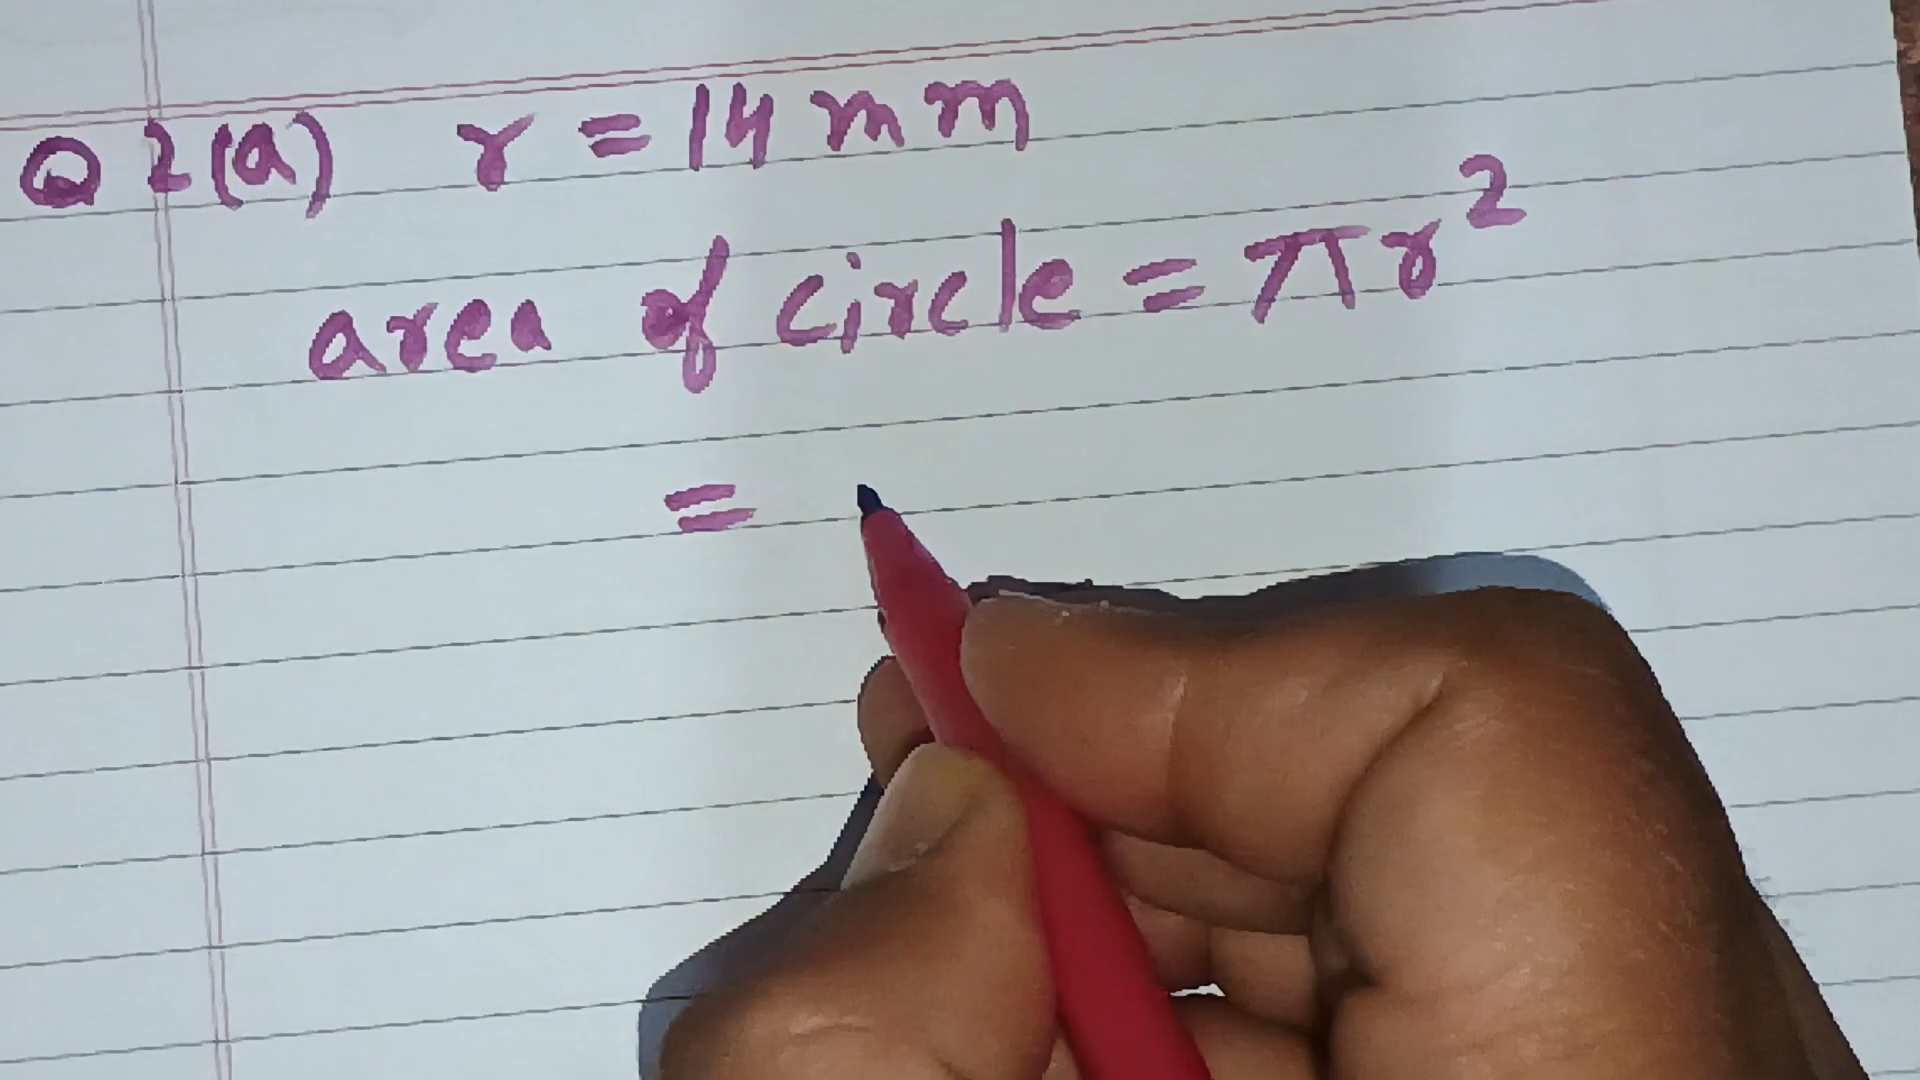 Q 2(a) r = 14 mm
area of circle = πr²
=